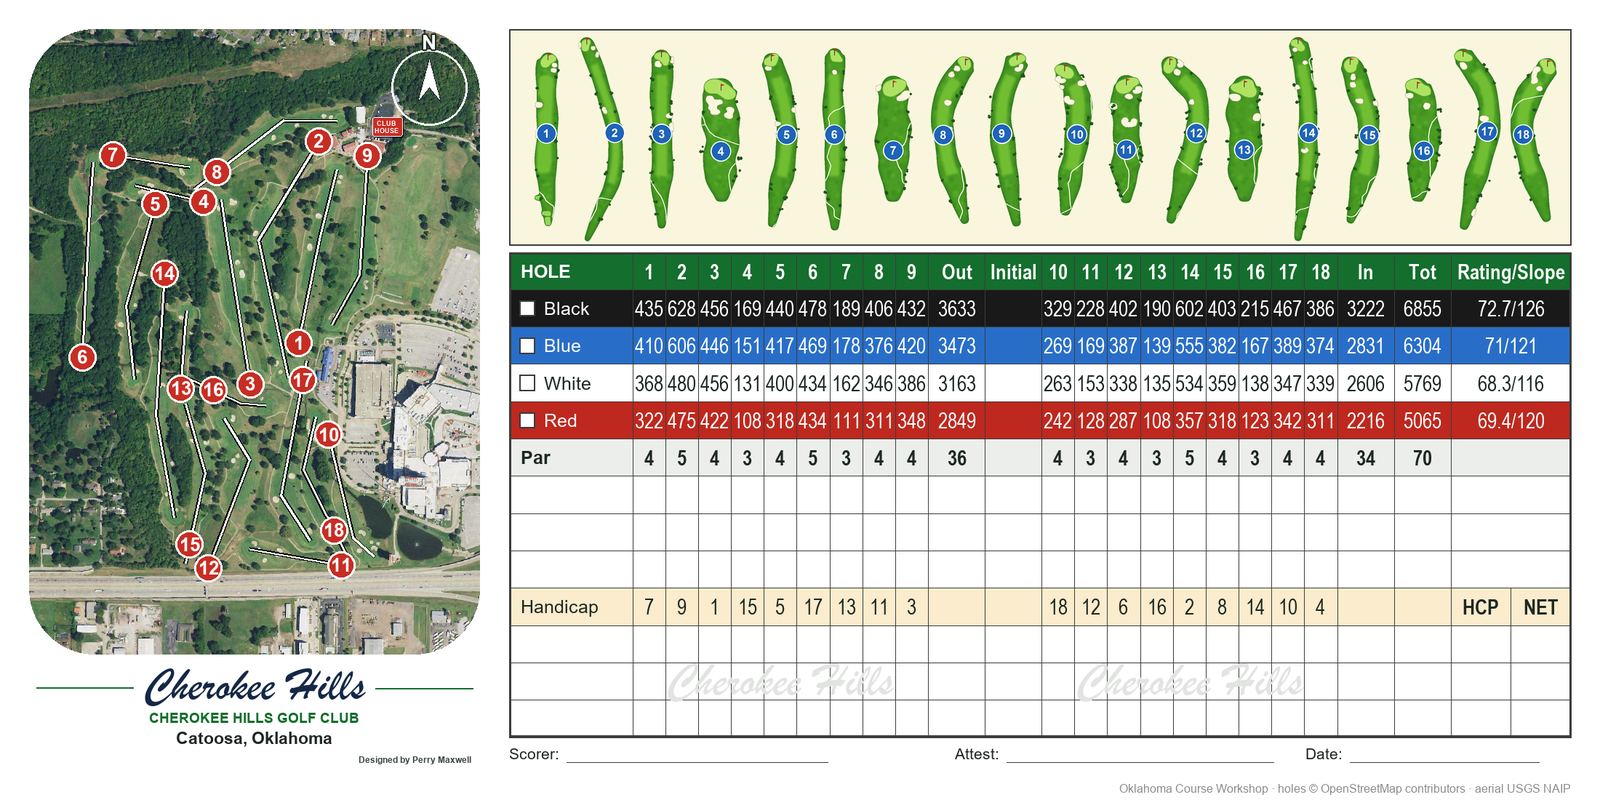 N
CLUB
HOUSE
7
2
9
8
5
4
14
1
6
13
16
3
17
10
18
15
12
11
Cherokee Hills
CHEROKEE HILLS GOLF CLUB
Catoosa, Oklahoma
Designed by Perry Maxwell
1 2 3 4 5 6 7 8 9 10 11 12 13 14 15 16 17 18
HOLE 1 2 3 4 5 6 7 8 9 Out Initial 10 11 12 13 14 15 16 17 18 In Tot Rating/Slope
Black 435 628 456 169 440 478 189 406 432 3633 329 228 402 190 602 403 215 467 386 3222 6855 72.7/126
Blue 410 606 446 151 417 469 178 376 420 3473 269 169 387 139 555 382 167 389 374 2831 6304 71/121
White 368 480 456 131 400 434 162 346 386 3163 263 153 338 135 534 359 138 347 339 2606 5769 68.3/116
Red 322 475 422 108 318 434 111 311 348 2849 242 128 287 108 357 318 123 342 311 2216 5065 69.4/120
Par 4 5 4 3 4 5 3 4 4 36 4 3 4 3 5 4 3 4 4 34 70
Handicap 7 9 1 15 5 17 13 11 3 18 12 6 16 2 8 14 10 4 HCP NET
Cherokee Hills Cherokee Hills
Scorer: Attest: Date:
Oklahoma Course Workshop · holes © OpenStreetMap contributors · aerial USGS NAIP